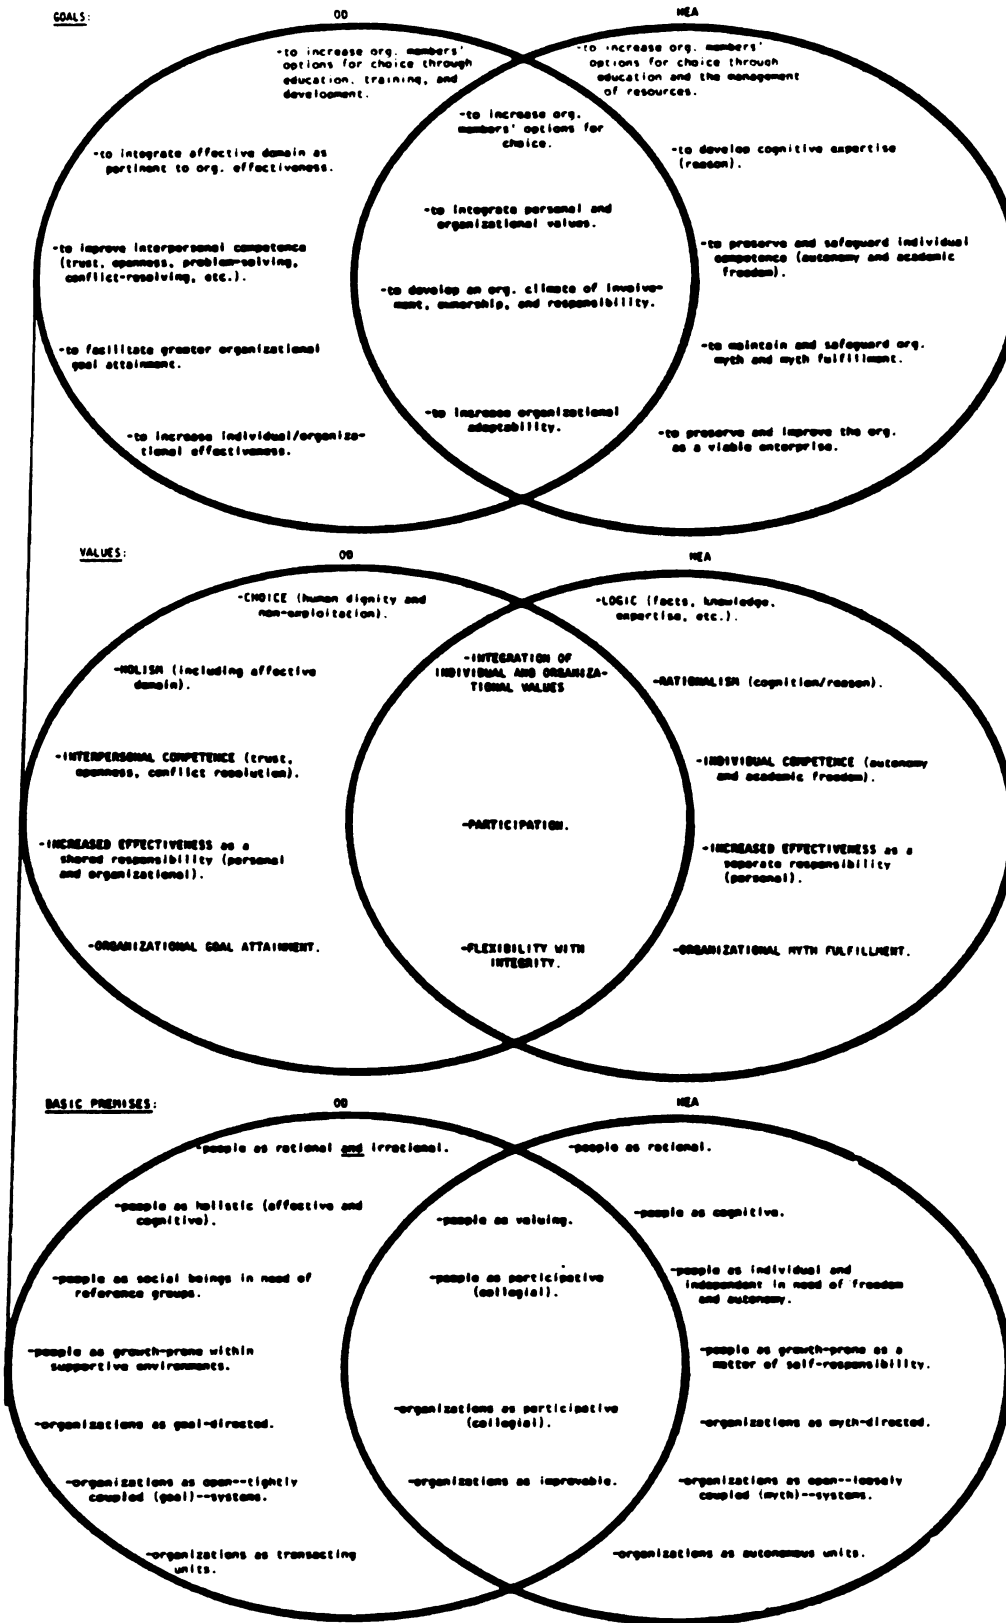 GOALS:
OD
HEA
-to increase org. members'
options for choice through
education, training, and
development.
-to increase org. members'
options for choice through
education and the management
of resources.
-to increase org.
members' options for
choice.
-to integrate affective domain as
pertinent to org. effectiveness.
-to develop cognitive expertise
(reason).
-to integrate personal and
organizational values.
-to improve interpersonal competence
(trust, openness, problem-solving,
conflict-resolving, etc.).
-to preserve and safeguard individual
competence (autonomy and academic
freedom).
-to develop an org. climate of involve-
ment, ownership, and responsibility.
-to facilitate greater organizational
goal attainment.
-to maintain and safeguard org.
myth and myth fulfillment.
-to increase organizational
adaptability.
-to increase individual/organiza-
tional effectiveness.
-to preserve and improve the org.
as a viable enterprise.
VALUES:
OD
HEA
-CHOICE (human dignity and
non-exploitation).
-LOGIC (facts, knowledge,
expertise, etc.).
-INTEGRATION OF
INDIVIDUAL AND ORGANIZA-
TIONAL VALUES
-HOLISM (including affective
domain).
-RATIONALISM (cognition/reason).
-INTERPERSONAL COMPETENCE (trust,
openness, conflict resolution).
-INDIVIDUAL COMPETENCE (autonomy
and academic freedom).
-PARTICIPATION.
-INCREASED EFFECTIVENESS as a
shared responsibility (personal
and organizational).
-INCREASED EFFECTIVENESS as a
separate responsibility
(personal).
-ORGANIZATIONAL GOAL ATTAINMENT.
-FLEXIBILITY WITH
INTEGRITY.
-ORGANIZATIONAL MYTH FULFILLMENT.
BASIC PREMISES:
OD
HEA
-people as rational and irrational.
-people as rational.
-people as holistic (affective and
cognitive).
-people as valuing.
-people as cognitive.
-people as social beings in need of
reference groups.
-people as participative
(collegial).
-people as individual and
independent in need of freedom
and autonomy.
-people as growth-prone within
supportive environments.
-people as growth-prone as a
matter of self-responsibility.
-organizations as goal-directed.
-organizations as participative
(collegial).
-organizations as myth-directed.
-organizations as open--tightly
coupled (goal)--systems.
-organizations as improvable.
-organizations as open--loosely
coupled (myth)--systems.
-organizations as transacting
units.
-organizations as autonomous units.